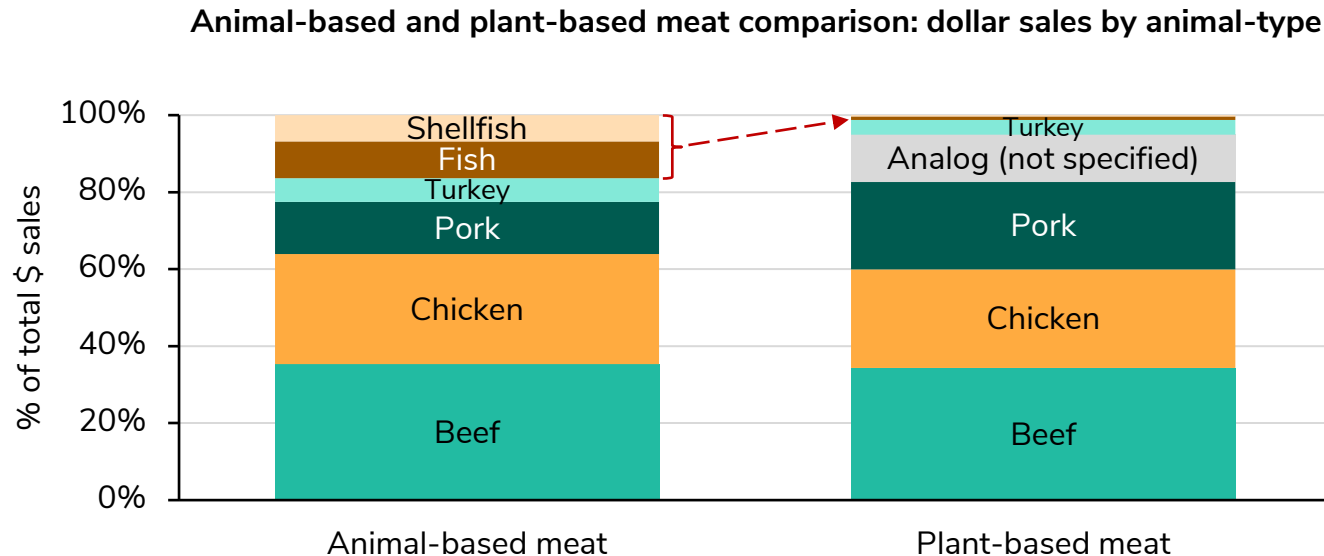 Animal-based and plant-based meat comparison: dollar sales by animal-type
% of total $ sales
100%
80%
60%
40%
20%
0%
Shellfish
Fish
Turkey
Pork
Chicken
Beef
Turkey
Analog (not specified)
Pork
Chicken
Beef
Animal-based meat
Plant-based meat